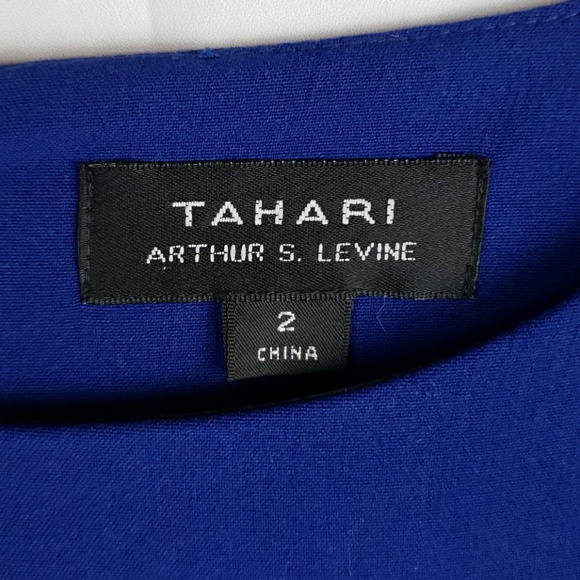 TAHARI
ARTHUR S. LEVINE
2
CHINA